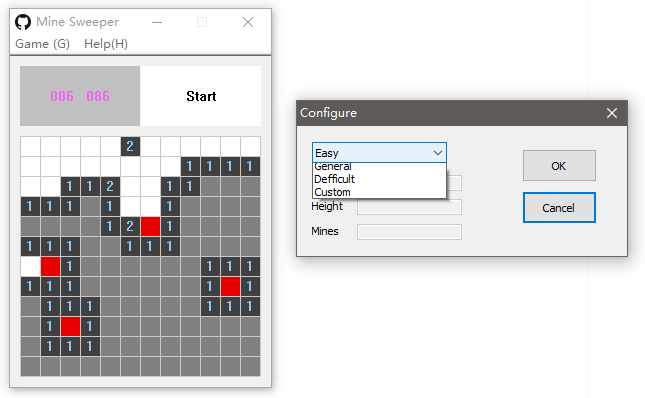 Mine Sweeper
Game (G) Help(H)
006 086
Start
2
1 1 1 1
1 1 2 1 1
1 1 1 1 1
1 2 1
1 1 1 1 1 1
1 1 1 1
1 1 1 1 1
1 1 1 1 1 1
1 1
1 1 1
Configure
Easy
General
Defficult
Custom
Height
Mines
OK
Cancel